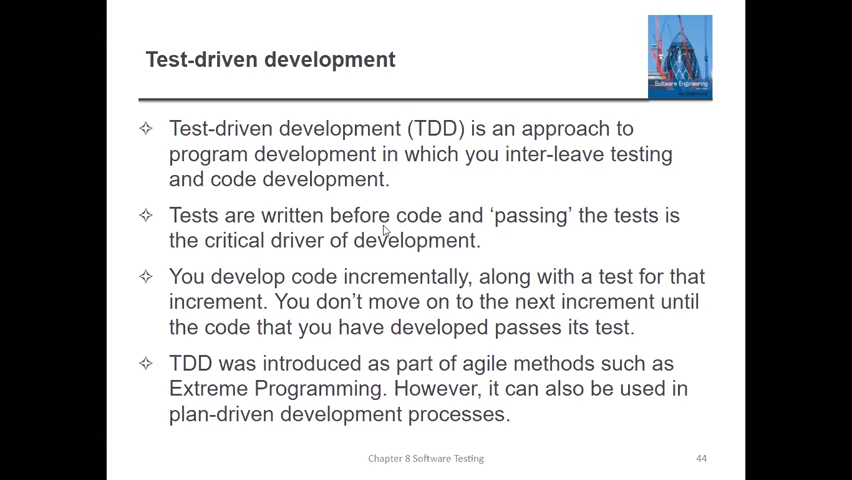 Test-driven development
Software Engineering
Test-driven development (TDD) is an approach to
program development in which you inter-leave testing
and code development.
Tests are written before code and ‘passing’ the tests is
the critical driver of development.
You develop code incrementally, along with a test for that
increment. You don’t move on to the next increment until
the code that you have developed passes its test.
TDD was introduced as part of agile methods such as
Extreme Programming. However, it can also be used in
plan-driven development processes.
Chapter 8 Software Testing
44